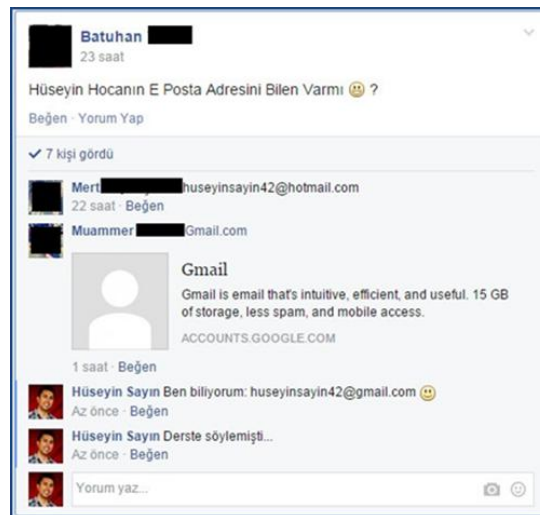 Batuhan
23 saat
Hüseyin Hocanın E Posta Adresini Bilen Varmı ?
Beğen · Yorum Yap
7 kişi gördü
Mert huseyinsayin42@hotmail.com
22 saat · Beğen
Muammer Gmail.com
Gmail
Gmail is email that's intuitive, efficient, and useful. 15 GB
of storage, less spam, and mobile access.
ACCOUNTS.GOOGLE.COM
1 saat · Beğen
Hüseyin Sayın Ben biliyorum: huseyinsayin42@gmail.com
Az önce · Beğen
Hüseyin Sayın Derste söylemişti...
Az önce · Beğen
Yorum yaz...